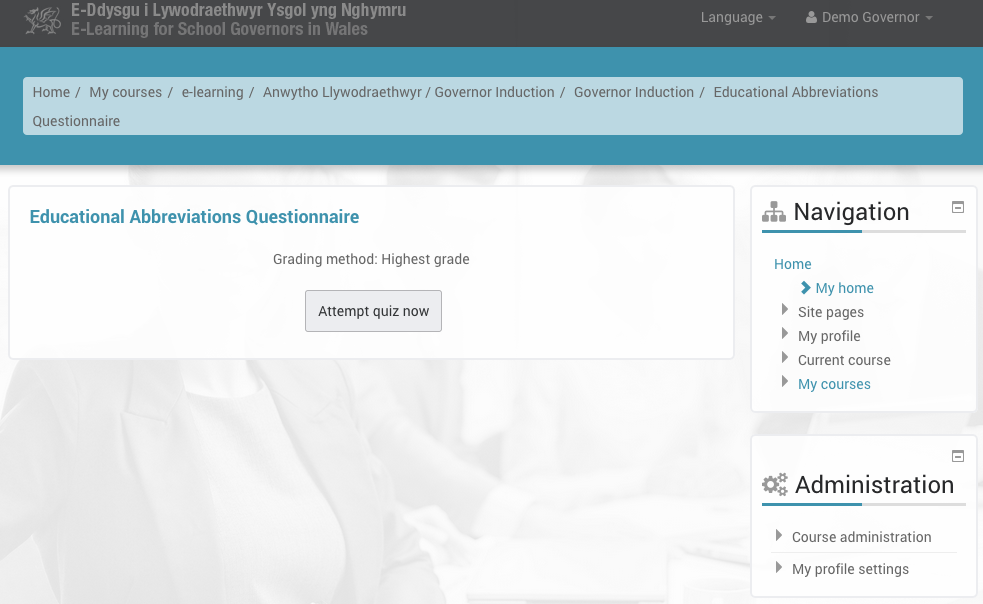 E-Ddysgu i Lywodraethwyr Ysgol yng Nghymru
E-Learning for School Governors in Wales
Language
Demo Governor
Home / My courses / e-learning / Anwytho Llywodraethwyr / Governor Induction / Governor Induction / Educational Abbreviations
Questionnaire
Educational Abbreviations Questionnaire
Grading method: Highest grade
Attempt quiz now
Navigation
Home
My home
Site pages
My profile
Current course
My courses
Administration
Course administration
My profile settings